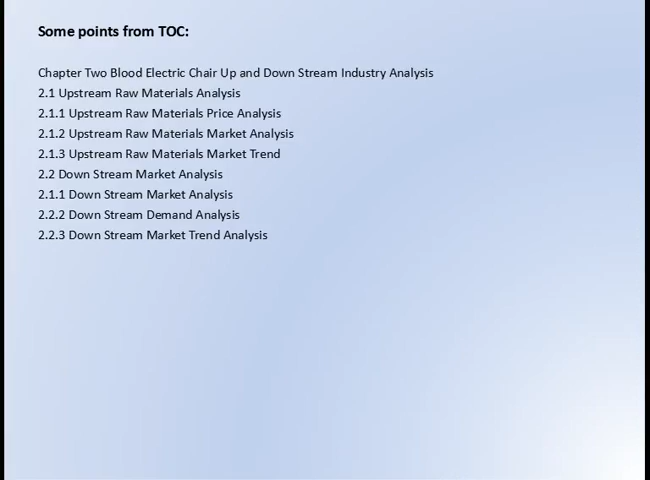 Some points from TOC:
Chapter Two Blood Electric Chair Up and Down Stream Industry Analysis
2.1 Upstream Raw Materials Analysis
2.1.1 Upstream Raw Materials Price Analysis
2.1.2 Upstream Raw Materials Market Analysis
2.1.3 Upstream Raw Materials Market Trend
2.2 Down Stream Market Analysis
2.1.1 Down Stream Market Analysis
2.2.2 Down Stream Demand Analysis
2.2.3 Down Stream Market Trend Analysis